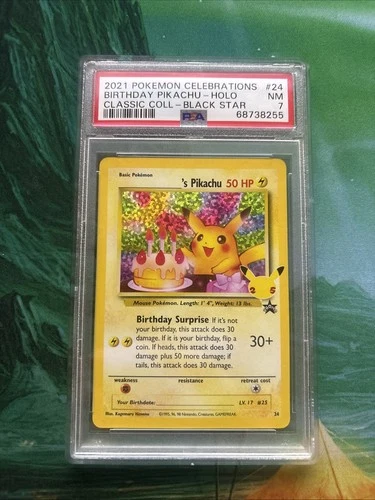 2021 POKEMON CELEBRATIONS #24
BIRTHDAY PIKACHU-HOLO NM
CLASSIC COLL-BLACK STAR 7
PSA 68738255
Basic Pokémon
's Pikachu 50 HP
25
Mouse Pokémon. Length: 1' 4", Weight: 13 lbs.
Birthday Surprise If it's not
your birthday, this attack does 30
damage. If it is your birthday, flip a
coin. If heads, this attack does 30
damage plus 50 more damage; if
tails, this attack does 30 damage.
30+
weakness resistance retreat cost
Your Birthdate:
LV. 17 #25
24